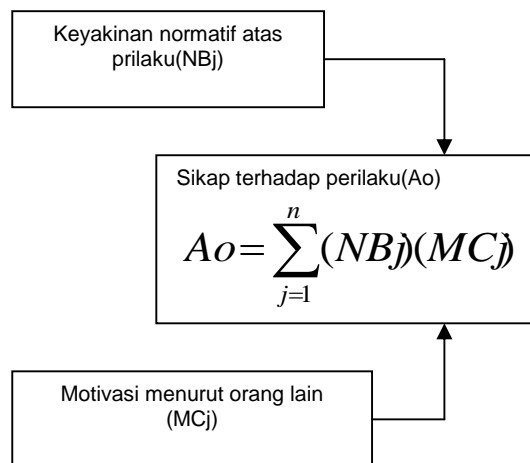 Keyakinan normatif atas
prilaku(NBj)
Sikap terhadap perilaku(Ao)
n
Ao=∑(NBj)(MCj)
j=1
Motivasi menurut orang lain
(MCj)